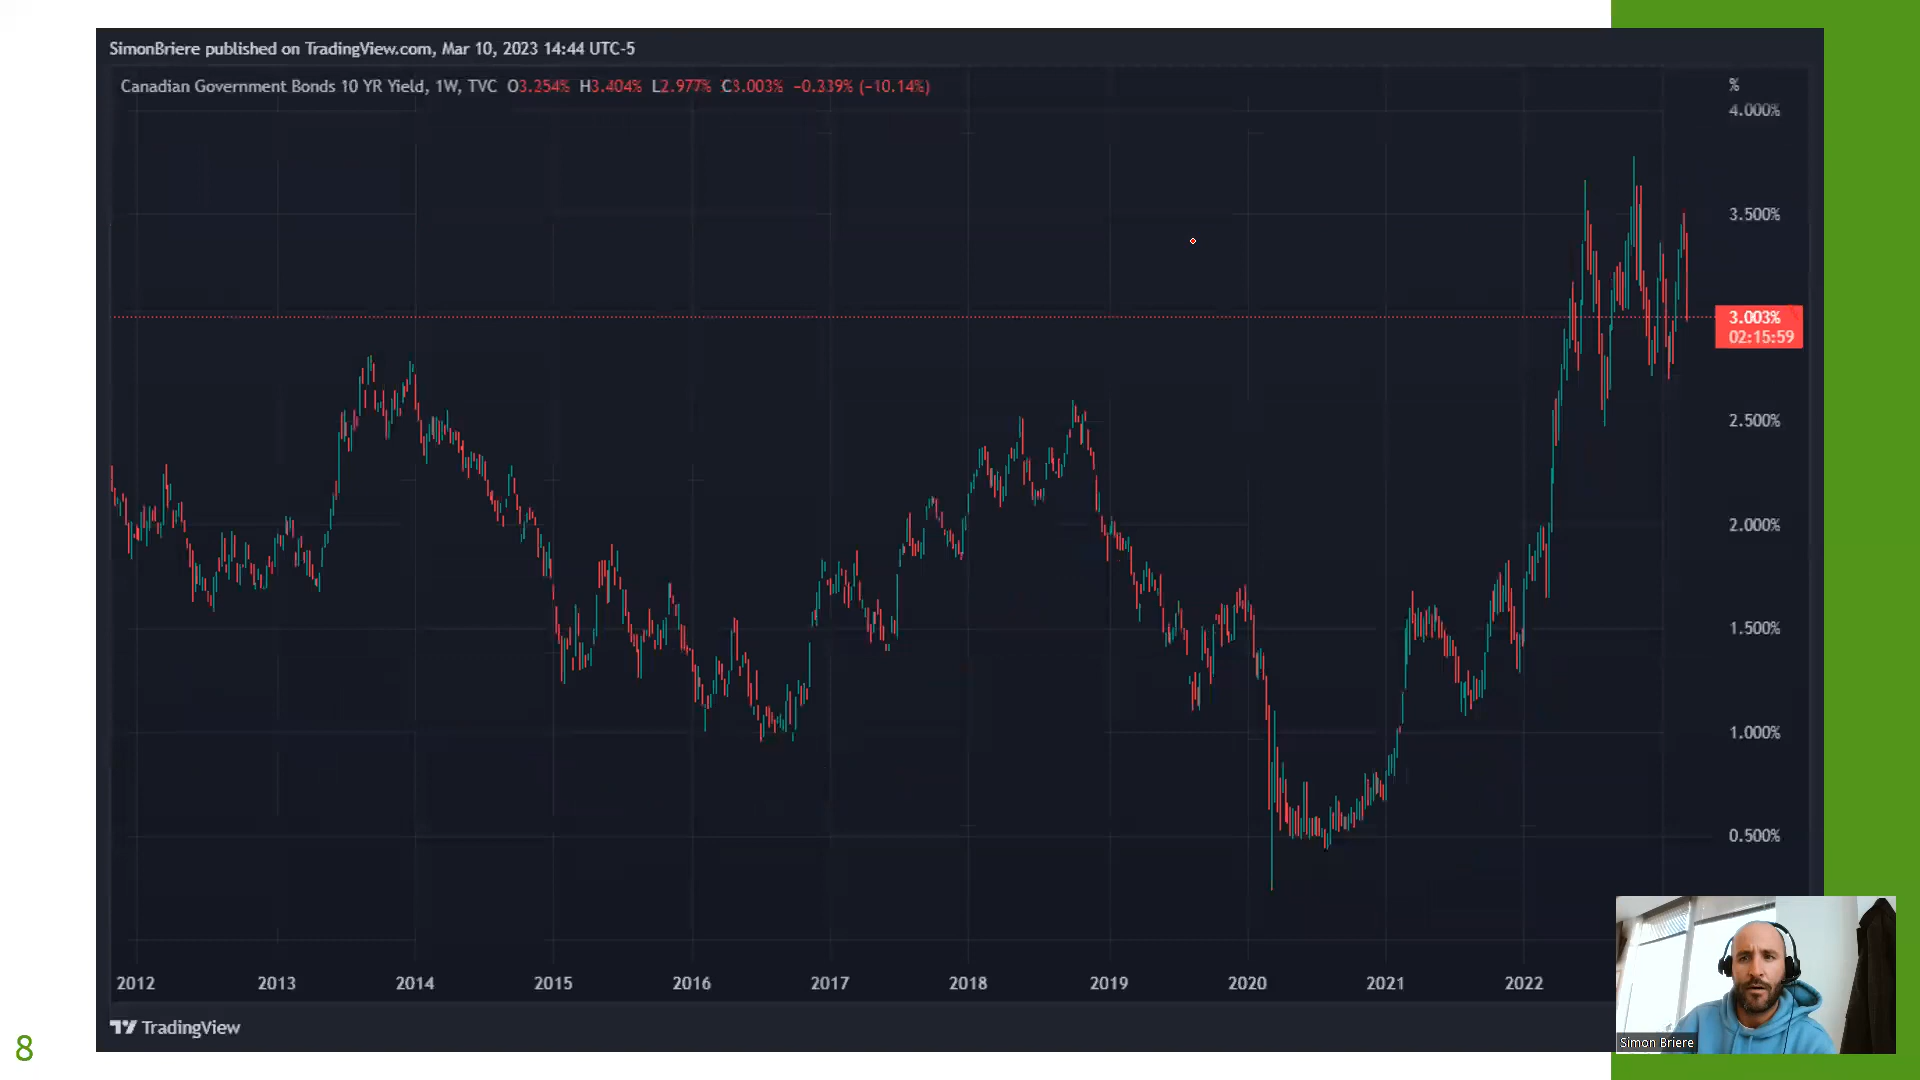 SimonBriere published on TradingView.com, Mar 10, 2023 14:44 UTC-5
Canadian Government Bonds 10 YR Yield, 1W, TVC O3.254% H3.404% L2.977% C3.003% −0.339% (−10.14%)
%
4.000%
3.500%
3.003%
02:15:59
2.500%
2.000%
1.500%
1.000%
0.500%
2012 2013 2014 2015 2016 2017 2018 2019 2020 2021 2022
TradingView
Simon Briere
8